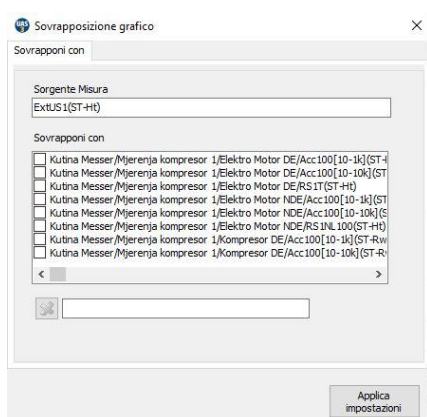 UAS
Sovrapposizione grafico
Sovrapponi con
Sorgente Misura
ExtUS1(ST-Ht)
Sovrapponi con
Kutina Messer/Mjerenja kompresor 1/Elektro Motor DE/Acc100[10-1k](ST-H
Kutina Messer/Mjerenja kompresor 1/Elektro Motor DE/Acc100[10-10k](ST
Kutina Messer/Mjerenja kompresor 1/Elektro Motor DE/RS1T(ST-Ht)
Kutina Messer/Mjerenja kompresor 1/Elektro Motor NDE/Acc100[10-1k](ST
Kutina Messer/Mjerenja kompresor 1/Elektro Motor NDE/Acc100[10-10k](S
Kutina Messer/Mjerenja kompresor 1/Elektro Motor NDE/RS1NL100(ST-Ht)
Kutina Messer/Mjerenja kompresor 1/Kompresor DE/Acc100[10-1k](ST-Rw
Kutina Messer/Mjerenja kompresor 1/Kompresor DE/Acc100[10-10k](ST-R
Applica
impostazioni